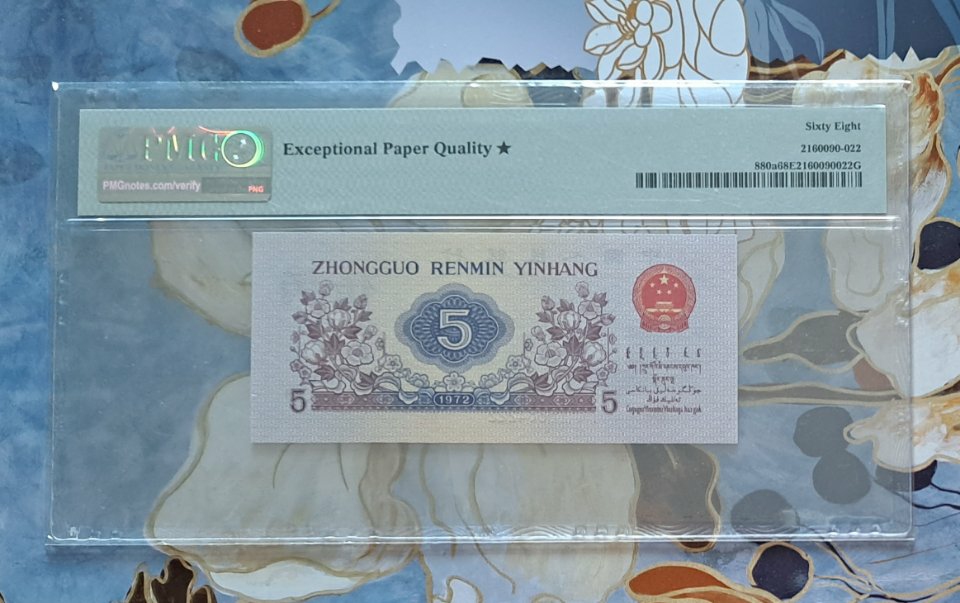 PMG
Exceptional Paper Quality ★
Sixty Eight
2160090-022
880a68E2160090022G
PMGnotes.com/verify
PNG
ZHONGGUO RENMIN YINHANG
5
5
1972
5